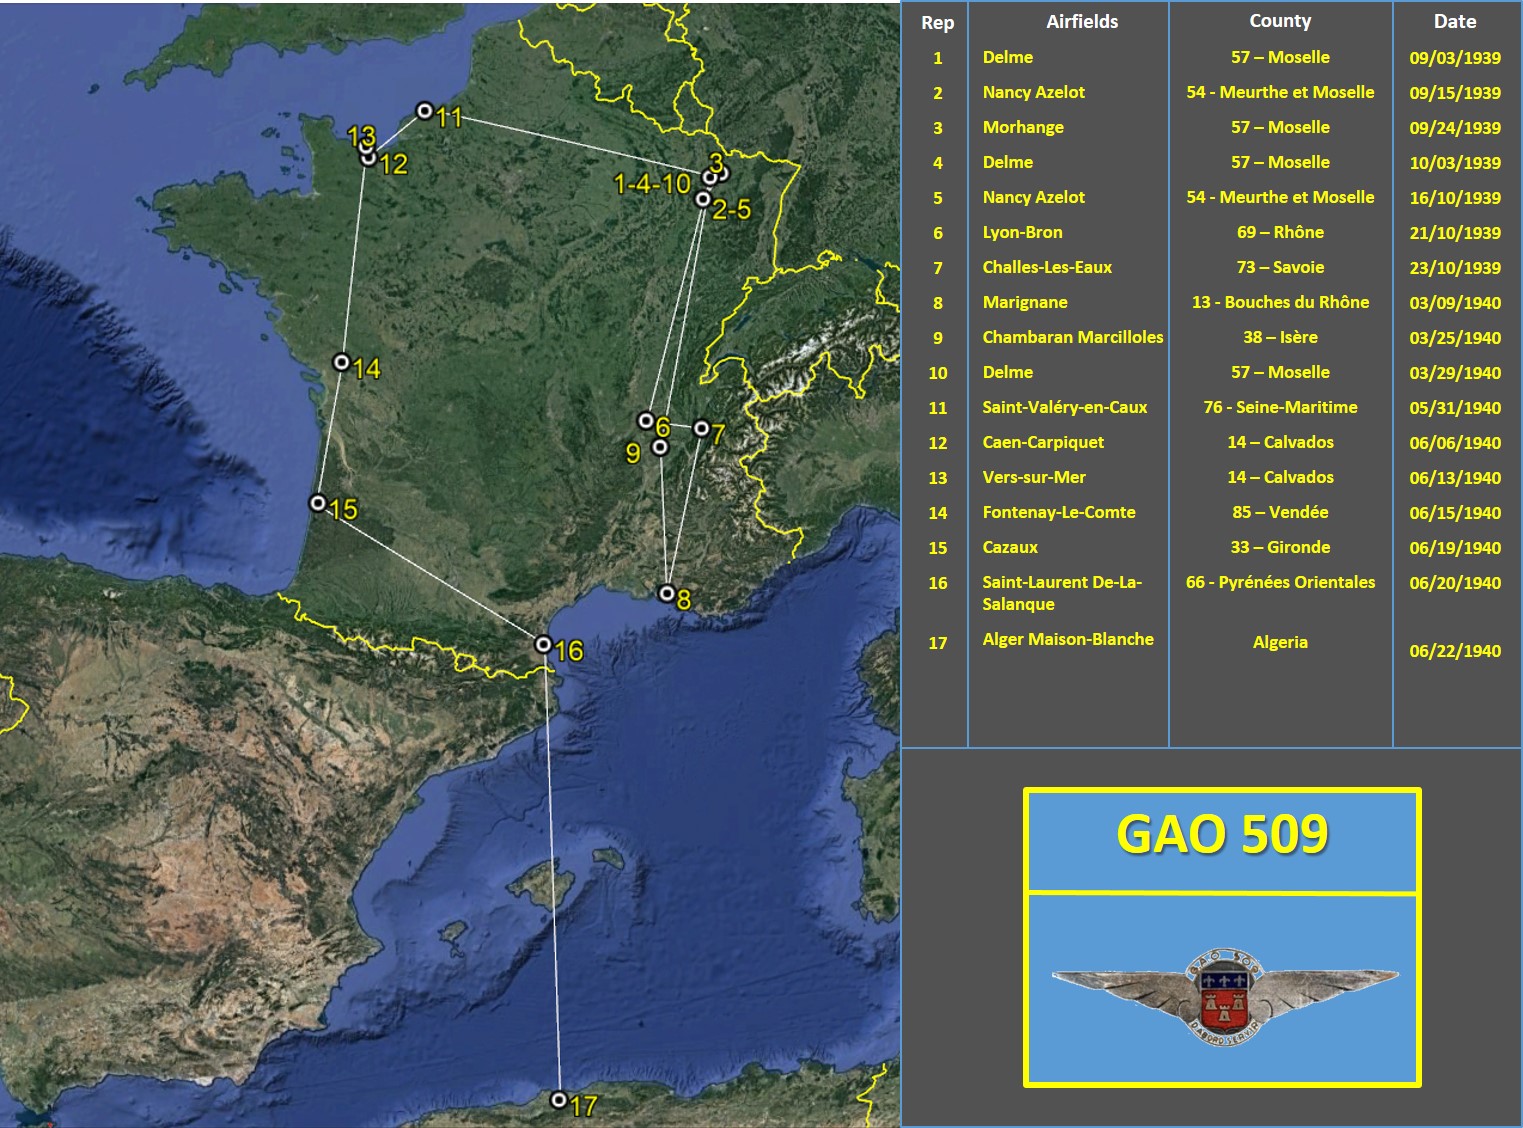 Rep Airfields County Date
1 Delme 57 – Moselle 09/03/1939
2 Nancy Azelot 54 - Meurthe et Moselle 09/15/1939
3 Morhange 57 – Moselle 09/24/1939
4 Delme 57 – Moselle 10/03/1939
5 Nancy Azelot 54 - Meurthe et Moselle 16/10/1939
6 Lyon-Bron 69 – Rhône 21/10/1939
7 Challes-Les-Eaux 73 – Savoie 23/10/1939
8 Marignane 13 - Bouches du Rhône 03/09/1940
9 Chambaran Marcilloles 38 – Isère 03/25/1940
10 Delme 57 – Moselle 03/29/1940
11 Saint-Valéry-en-Caux 76 - Seine-Maritime 05/31/1940
12 Caen-Carpiquet 14 – Calvados 06/06/1940
13 Vers-sur-Mer 14 – Calvados 06/13/1940
14 Fontenay-Le-Comte 85 – Vendée 06/15/1940
15 Cazaux 33 – Gironde 06/19/1940
16 Saint-Laurent De-La- 66 - Pyrénées Orientales 06/20/1940
Salanque
17 Alger Maison-Blanche Algeria 06/22/1940
11
13
12
3
1-4-10
2-5
14
6
7
9
15
8
16
17
GAO 509
GAO 509
D'ABORD SERVIR